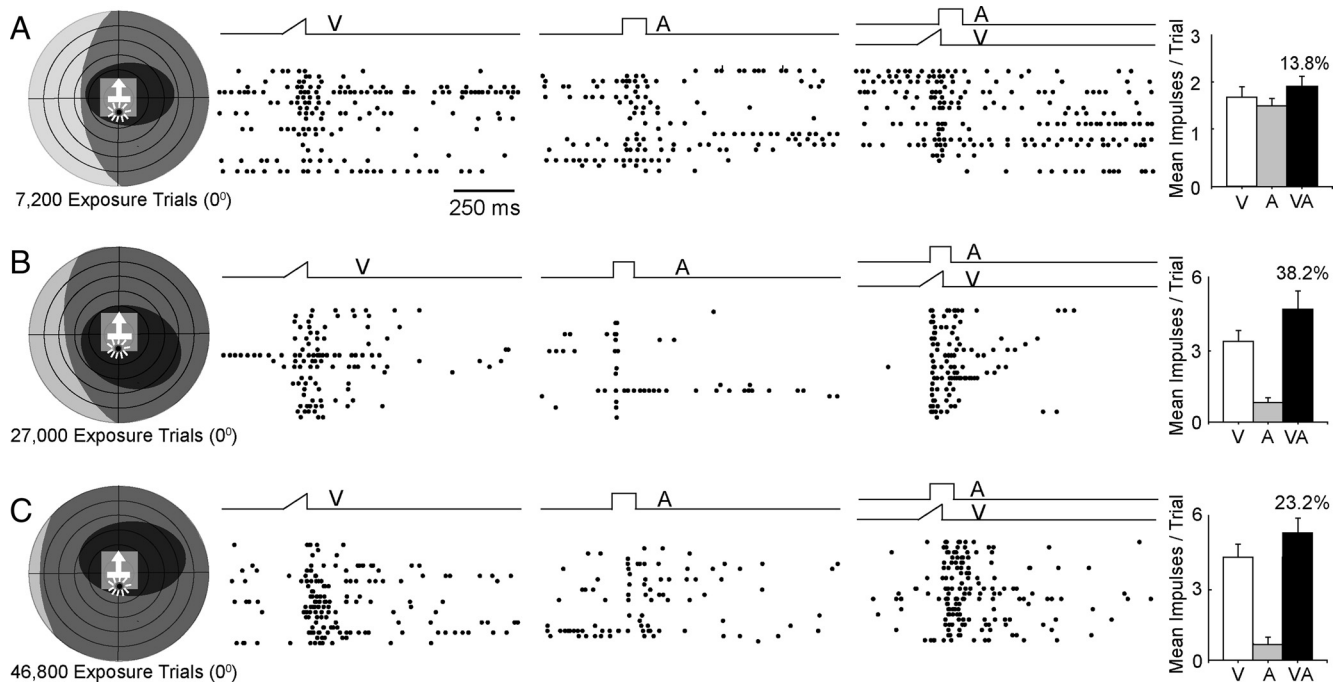 A
V
A
A
V
250 ms
7,200 Exposure Trials (0⁰)
Mean Impulses / Trial
3
2
1
0
13.8%
V A VA
B
V
A
A
V
27,000 Exposure Trials (0⁰)
Mean Impulses / Trial
6
3
0
38.2%
V A VA
C
V
A
A
V
46,800 Exposure Trials (0⁰)
Mean Impulses / Trial
6
3
0
23.2%
V A VA